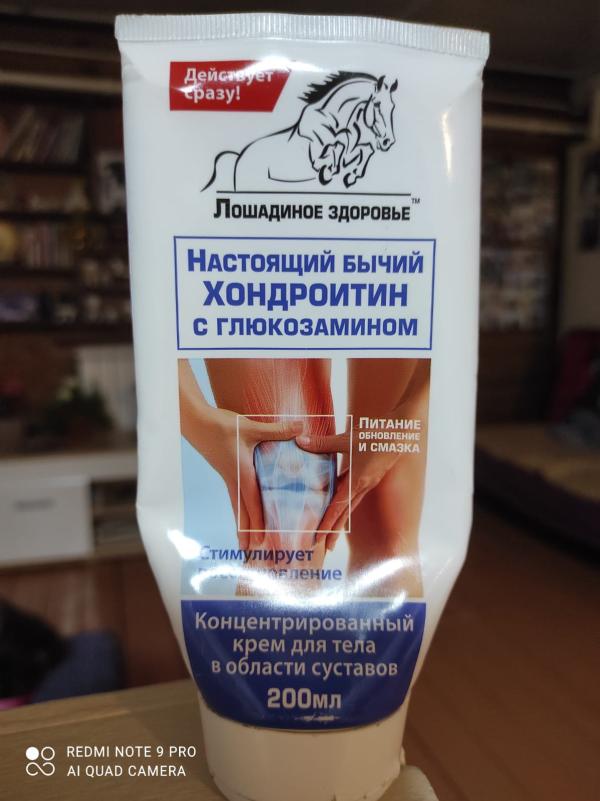 Действует
сразу!
Лошадиное здоровье™
Настоящий бычий
хондроитин
с глюкозамином
Питание
обновление
и смазка
Стимулирует
восстановление
Концентрированный
крем для тела
в области суставов
200мл
REDMI NOTE 9 PRO
AI QUAD CAMERA